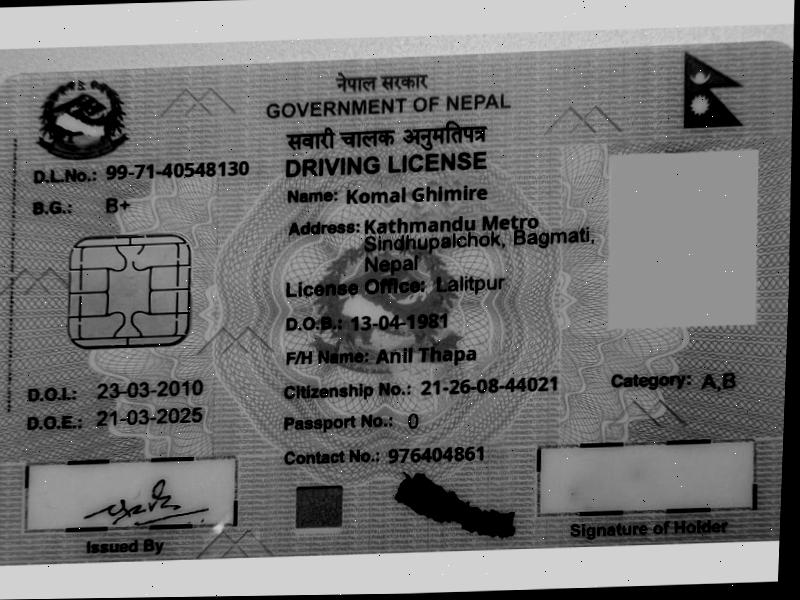 नेपाल सरकार
GOVERNMENT OF NEPAL
सवारी चालक अनुमतिपत्र
DRIVING LICENSE
D.L.No.: 99-71-40548130
B.G.: B+
Name: Komal Ghimire
Address: Kathmandu Metro
Sindhupalchok, Bagmati,
Nepal
License Office: Lalitpur
D.O.B.: 13-04-1981
F/H Name: Anil Thapa
D.O.I.: 23-03-2010
Citizenship No.: 21-26-08-44021
Category: A,B
D.O.E.: 21-03-2025
Passport No.: 0
Contact No.: 976404861
Issued By
Signature of Holder